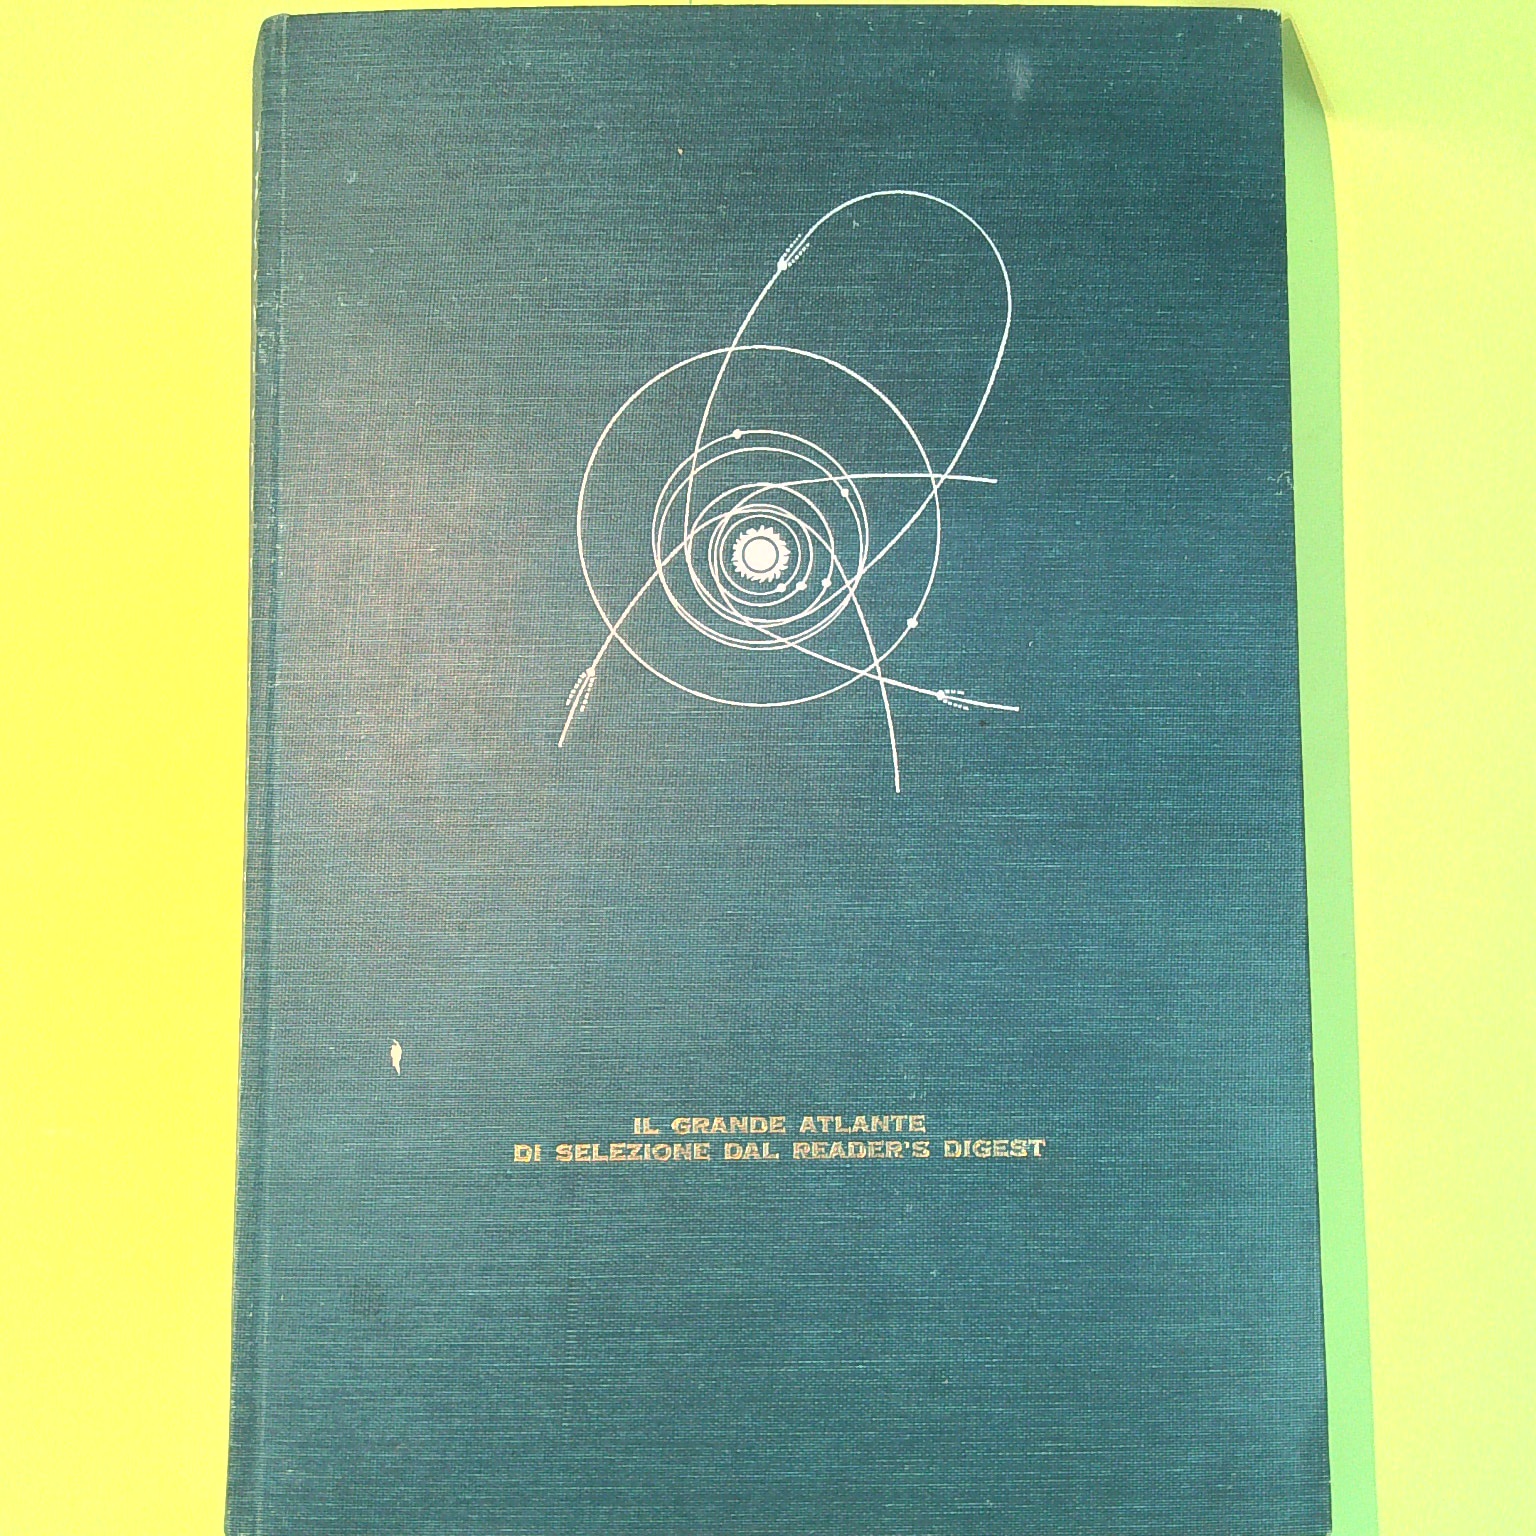 IL GRANDE ATLANTE
DI SELEZIONE DAL READER'S DIGEST